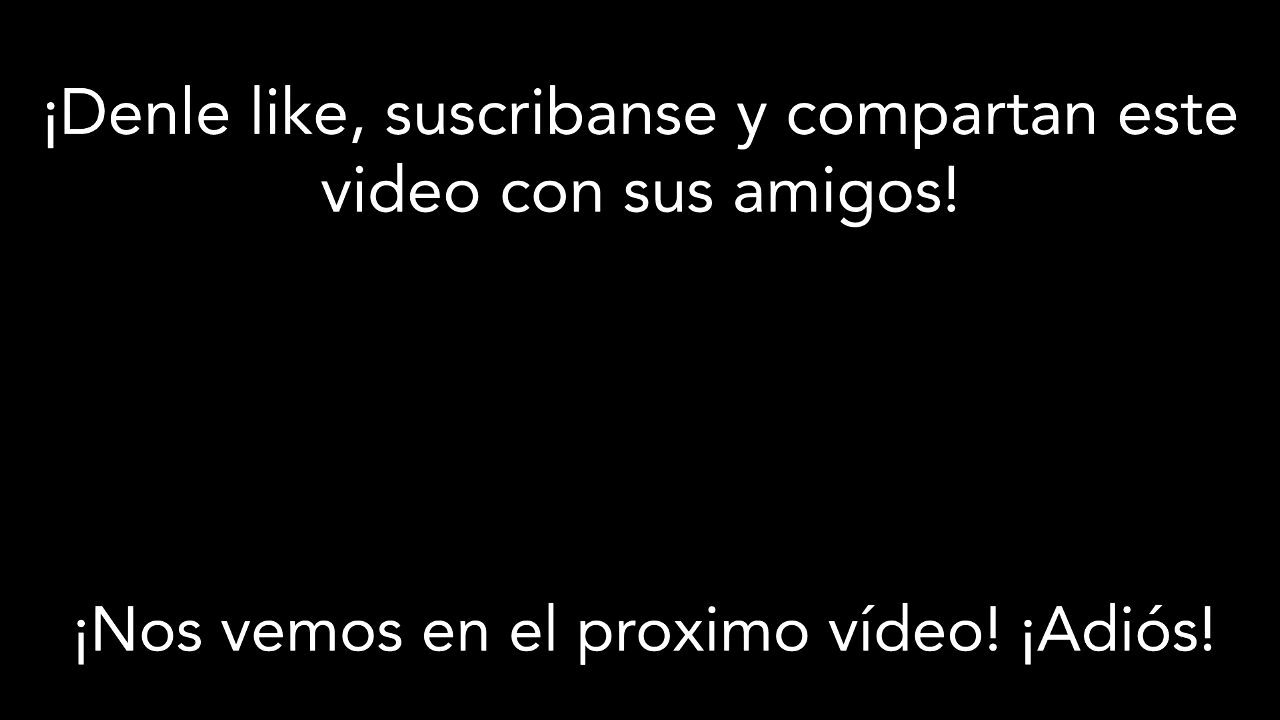 ¡Denle like, suscribanse y compartan este
video con sus amigos!
¡Nos vemos en el proximo vídeo! ¡Adiós!